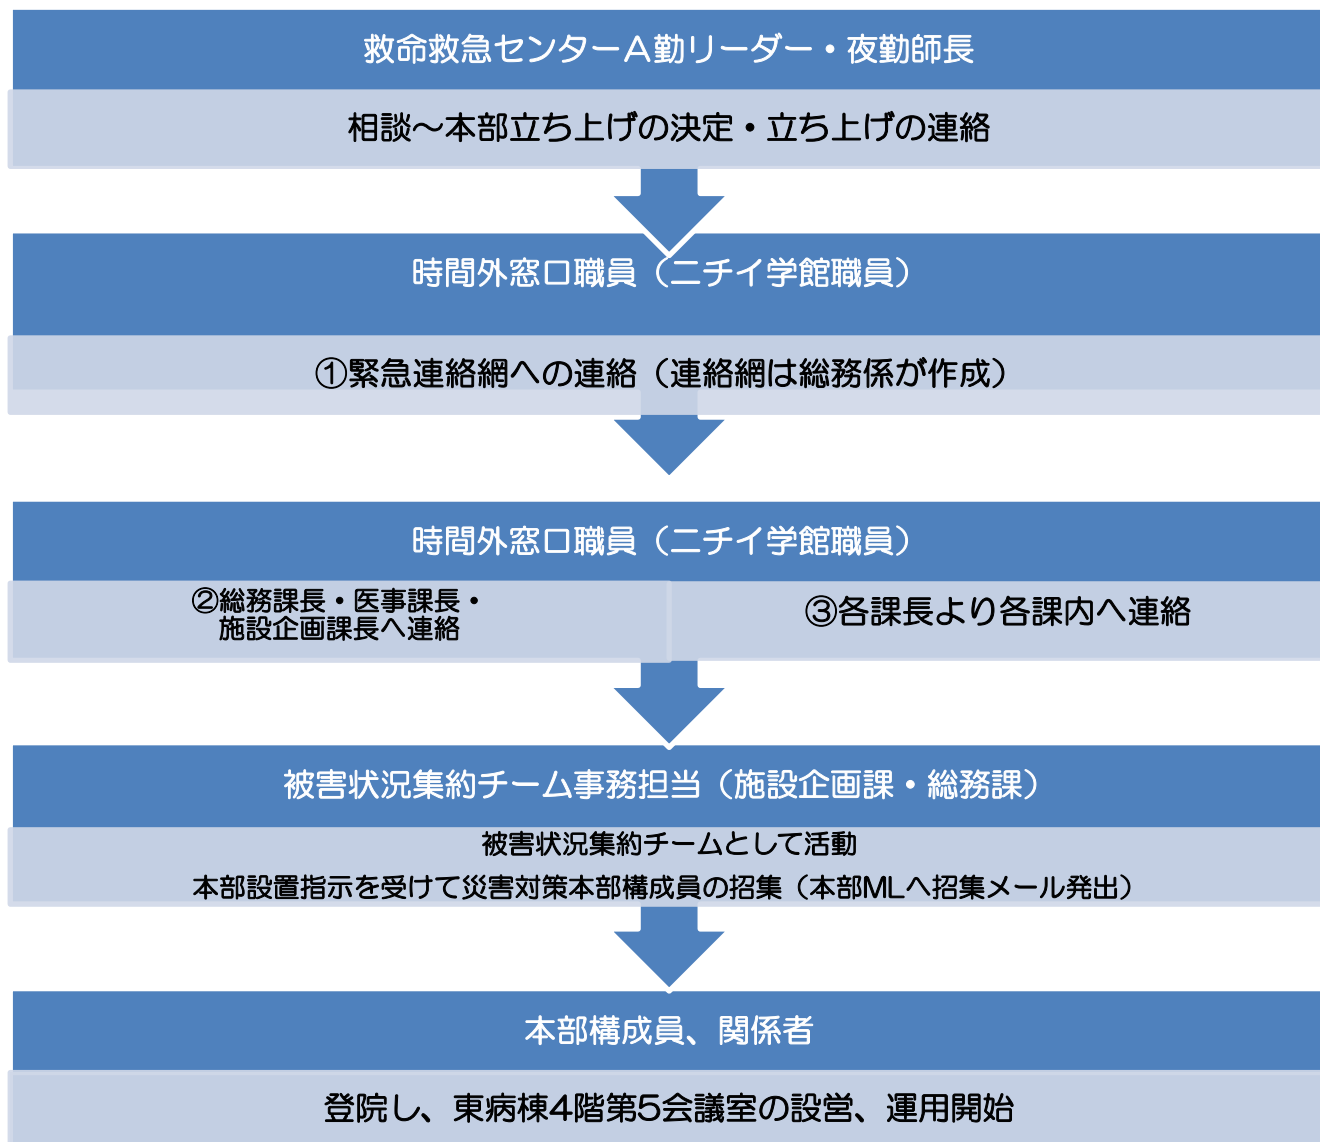 救命救急センターA勤リーダー・夜勤師長
相談～本部立ち上げの決定・立ち上げの連絡
時間外窓口職員（ニチイ学館職員）
①緊急連絡網への連絡（連絡網は総務係が作成）
時間外窓口職員（ニチイ学館職員）
②総務課長・医事課長・
施設企画課長へ連絡
③各課長より各課内へ連絡
被害状況集約チーム事務担当（施設企画課・総務課）
被害状況集約チームとして活動
本部設置指示を受けて災害対策本部構成員の招集（本部MLへ招集メール発出）
本部構成員、関係者
登院し、東病棟4階第5会議室の設営、運用開始